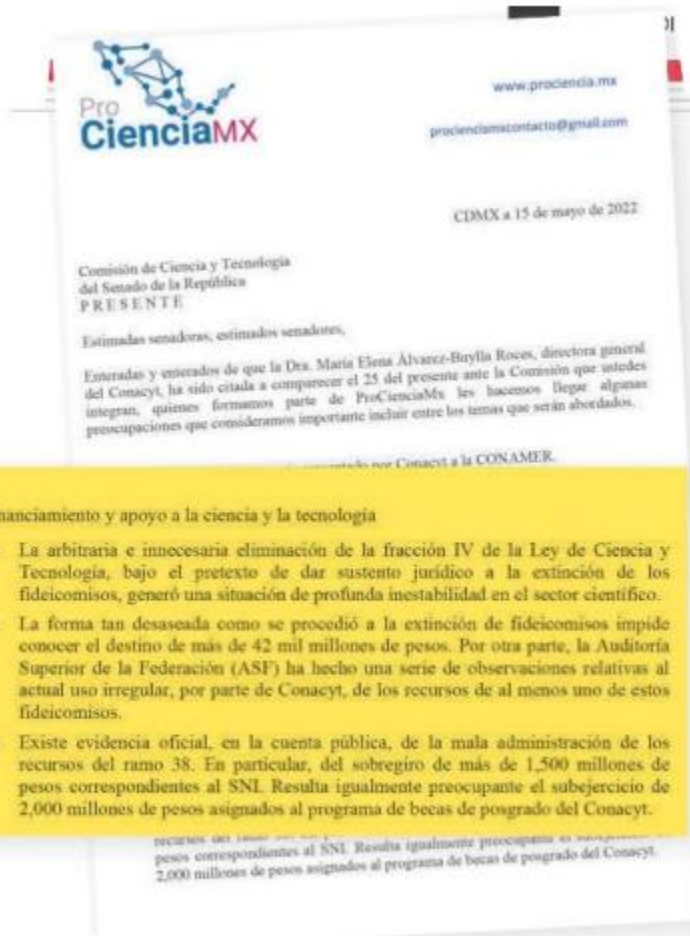 Pro
CienciaMX
www.prociencia.mx
procienciamxcontacto@gmail.com
CDMX a 15 de mayo de 2022
Comisión de Ciencia y Tecnología
del Senado de la República
P R E S E N T E
Estimadas senadoras, estimados senadores,
Enteradas y enterados de que la Dra. María Elena Álvarez-Buylla Roces, directora general
del Conacyt, ha sido citada a comparecer el 25 del presente ante la Comisión que ustedes
integran, quienes formamos parte de ProCienciaMx les hacemos llegar algunas
preocupaciones que consideramos importante incluir entre los temas que serán abordados.
por Conacyt a la CONAMER.
nanciamiento y apoyo a la ciencia y la tecnología
La arbitraria e innecesaria eliminación de la fracción IV de la Ley de Ciencia y
Tecnología, bajo el pretexto de dar sustento jurídico a la extinción de los
fideicomisos, generó una situación de profunda inestabilidad en el sector científico.
La forma tan desaseada como se procedió a la extinción de fideicomisos impide
conocer el destino de más de 42 mil millones de pesos. Por otra parte, la Auditoría
Superior de la Federación (ASF) ha hecho una serie de observaciones relativas al
actual uso irregular, por parte de Conacyt, de los recursos de al menos uno de estos
fideicomisos.
Existe evidencia oficial, en la cuenta pública, de la mala administración de los
recursos del ramo 38. En particular, del sobregiro de más de 1,500 millones de
pesos correspondientes al SNI. Resulta igualmente preocupante el subejercicio de
2,000 millones de pesos asignados al programa de becas de posgrado del Conacyt.
pesos correspondientes al SNI. Resulta igualmente preocupante el
2,000 millones de pesos asignados al programa de becas de posgrado del Conacyt.